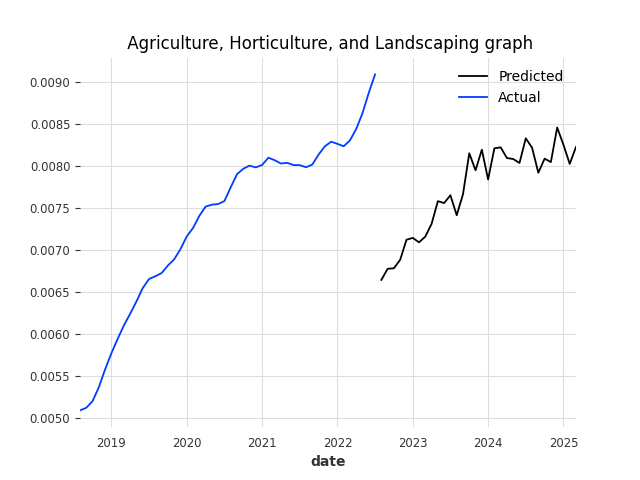 Agriculture, Horticulture, and Landscaping graph
Predicted
Actual
0.0090
0.0085
0.0080
0.0075
0.0070
0.0065
0.0060
0.0055
0.0050
2019 2020 2021 2022 2023 2024 2025
date